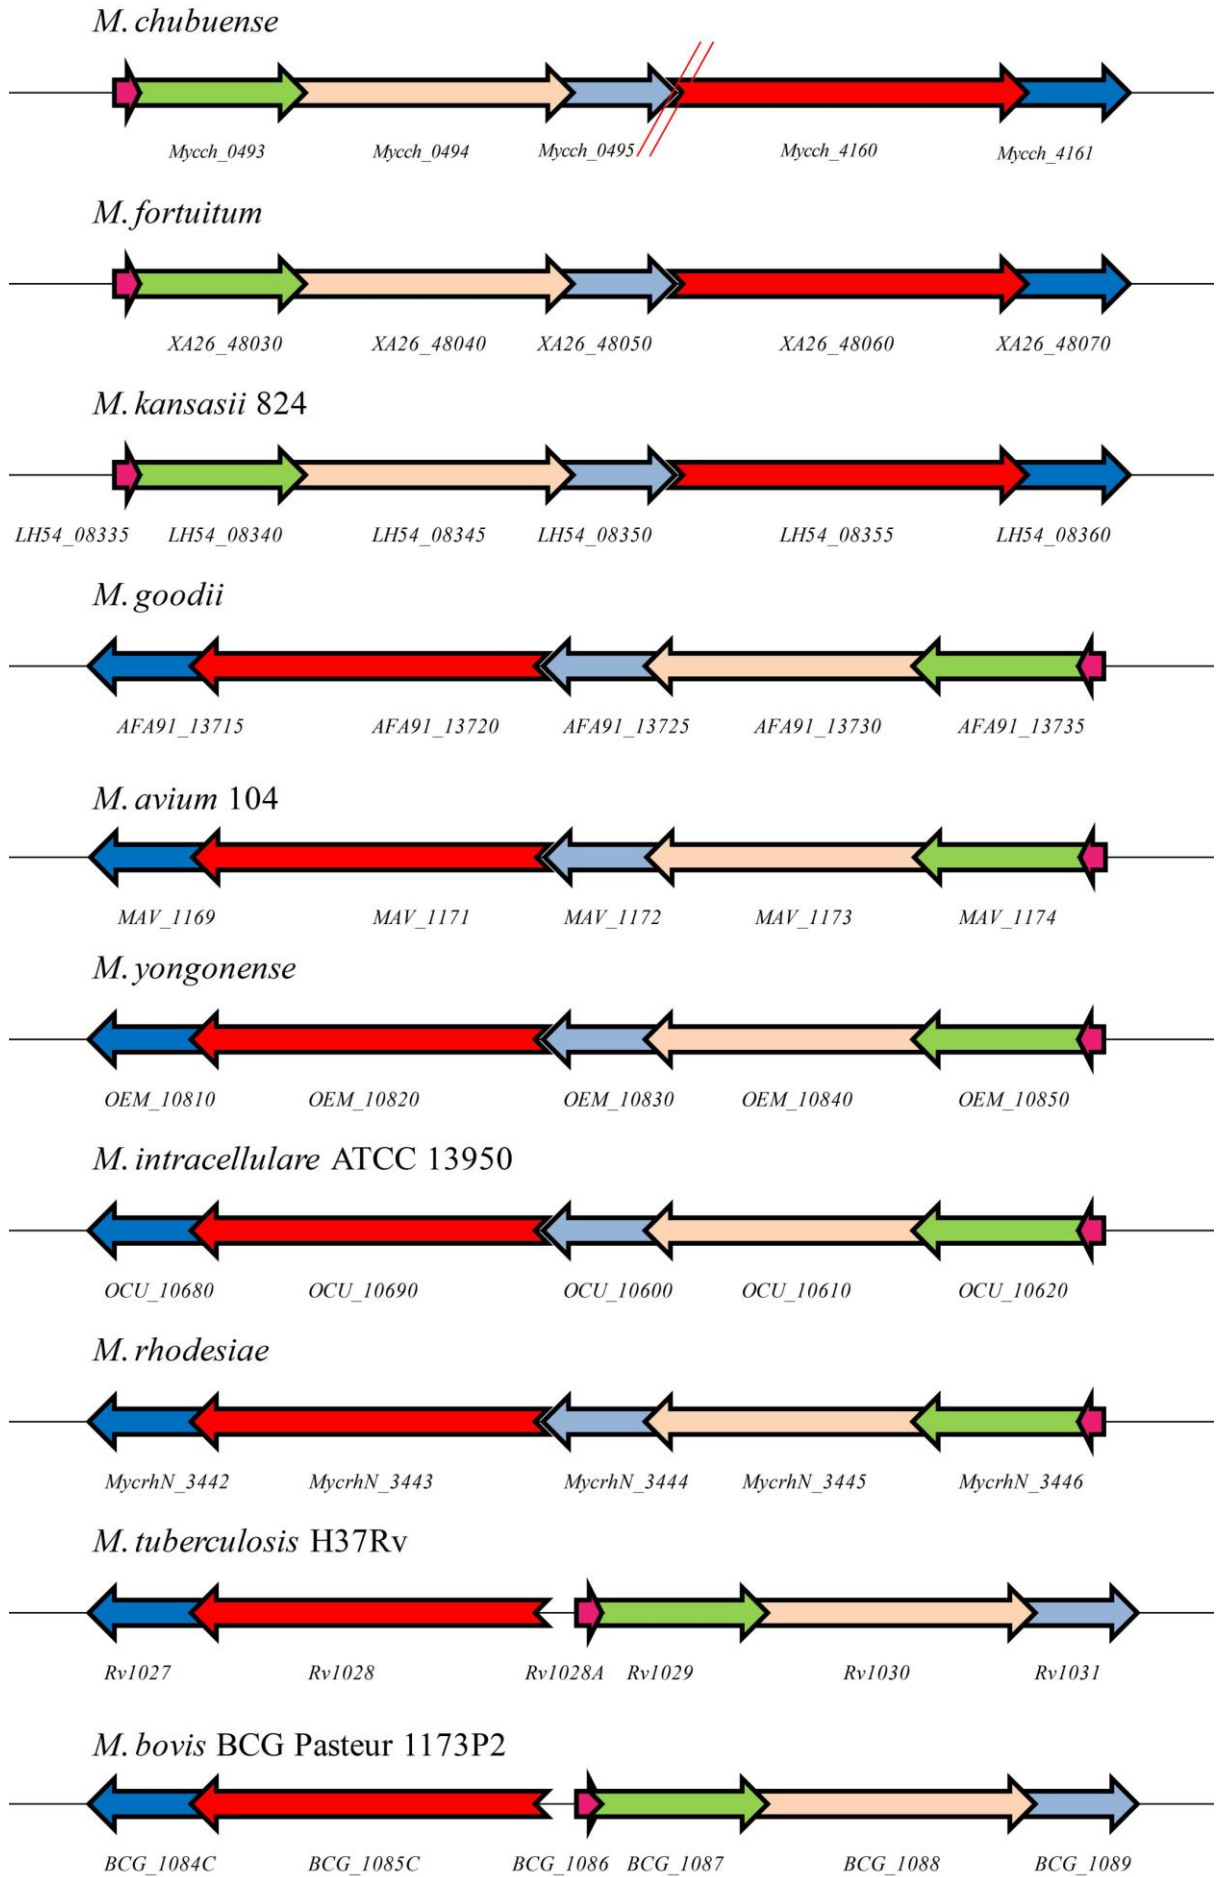 M. chubuense
Mycch_0493 Mycch_0494 Mycch_0495 Mycch_4160 Mycch_4161
M. fortuitum
XA26_48030 XA26_48040 XA26_48050 XA26_48060 XA26_48070
M. kansasii 824
LH54_08335 LH54_08340 LH54_08345 LH54_08350 LH54_08355 LH54_08360
M. goodii
AFA91_13715 AFA91_13720 AFA91_13725 AFA91_13730 AFA91_13735
M. avium 104
MAV_1169 MAV_1171 MAV_1172 MAV_1173 MAV_1174
M. yongonense
OEM_10810 OEM_10820 OEM_10830 OEM_10840 OEM_10850
M. intracellulare ATCC 13950
OCU_10680 OCU_10690 OCU_10600 OCU_10610 OCU_10620
M. rhodesiae
MycrhN_3442 MycrhN_3443 MycrhN_3444 MycrhN_3445 MycrhN_3446
M. tuberculosis H37Rv
Rv1027 Rv1028 Rv1028A Rv1029 Rv1030 Rv1031
M. bovis BCG Pasteur 1173P2
BCG_1084C BCG_1085C BCG_1086 BCG_1087 BCG_1088 BCG_1089